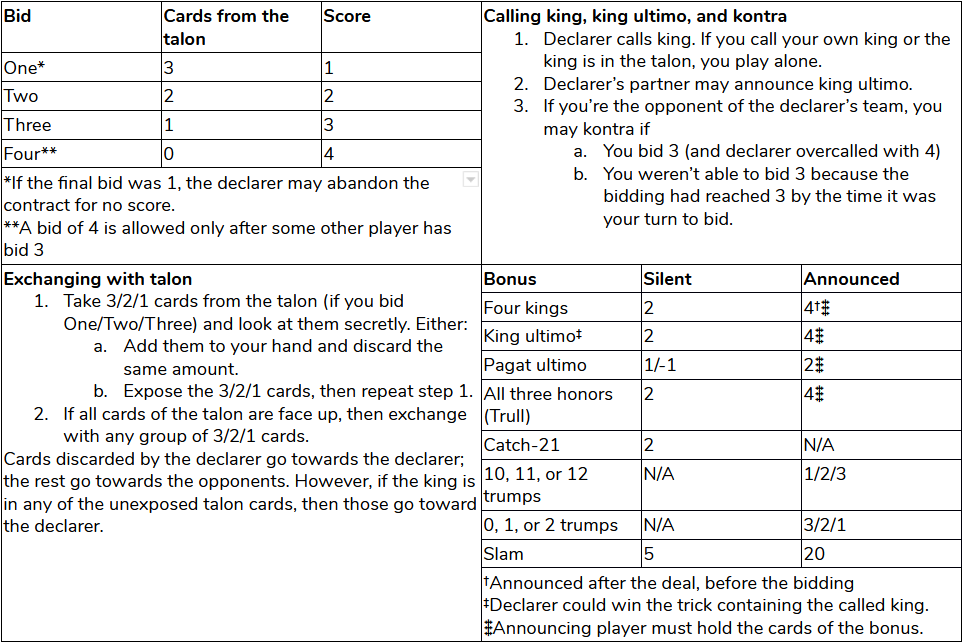 Bid
Cards from the
talon
Score
One*
3
1
Two
2
2
Three
1
3
Four**
0
4
*If the final bid was 1, the declarer may abandon the
contract for no score.
**A bid of 4 is allowed only after some other player has
bid 3
Calling king, king ultimo, and kontra
1. Declarer calls king. If you call your own king or the
king is in the talon, you play alone.
2. Declarer’s partner may announce king ultimo.
3. If you’re the opponent of the declarer’s team, you
may kontra if
a. You bid 3 (and declarer overcalled with 4)
b. You weren’t able to bid 3 because the
bidding had reached 3 by the time it was
your turn to bid.
Exchanging with talon
1. Take 3/2/1 cards from the talon (if you bid
One/Two/Three) and look at them secretly. Either:
a. Add them to your hand and discard the
same amount.
b. Expose the 3/2/1 cards, then repeat step 1.
2. If all cards of the talon are face up, then exchange
with any group of 3/2/1 cards.
Cards discarded by the declarer go towards the declarer;
the rest go towards the opponents. However, if the king is
in any of the unexposed talon cards, then those go toward
the declarer.
Bonus
Silent
Announced
Four kings
2
4†⹋
King ultimo‡
2
4⹋
Pagat ultimo
1/-1
2⹋
All three honors
(Trull)
2
4⹋
Catch-21
2
N/A
10, 11, or 12
trumps
N/A
1/2/3
0, 1, or 2 trumps
N/A
3/2/1
Slam
5
20
†Announced after the deal, before the bidding
‡Declarer could win the trick containing the called king.
⹋Announcing player must hold the cards of the bonus.